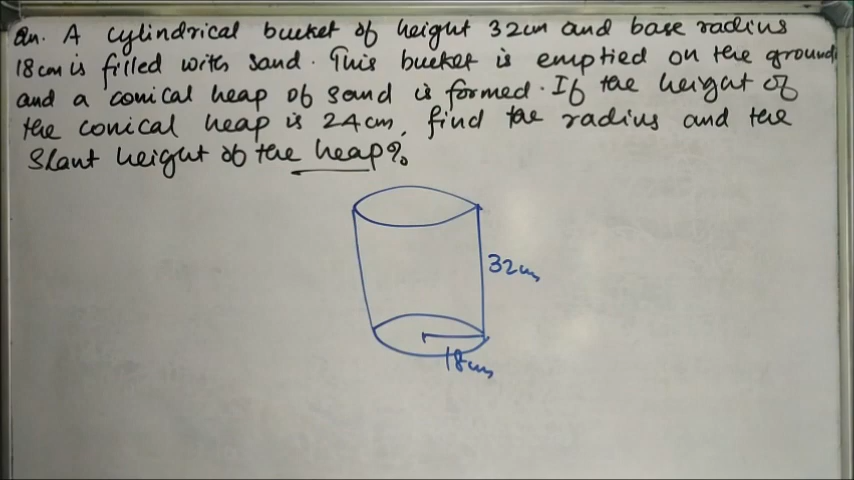 Qn. A cylindrical bucket of height 32cm and base radius
18cm is filled with sand. This bucket is emptied on the ground
and a conical heap of sand is formed. If the height of
the conical heap is 24cm, find the radius and the
Slant height of the heap?
32cm
18cm